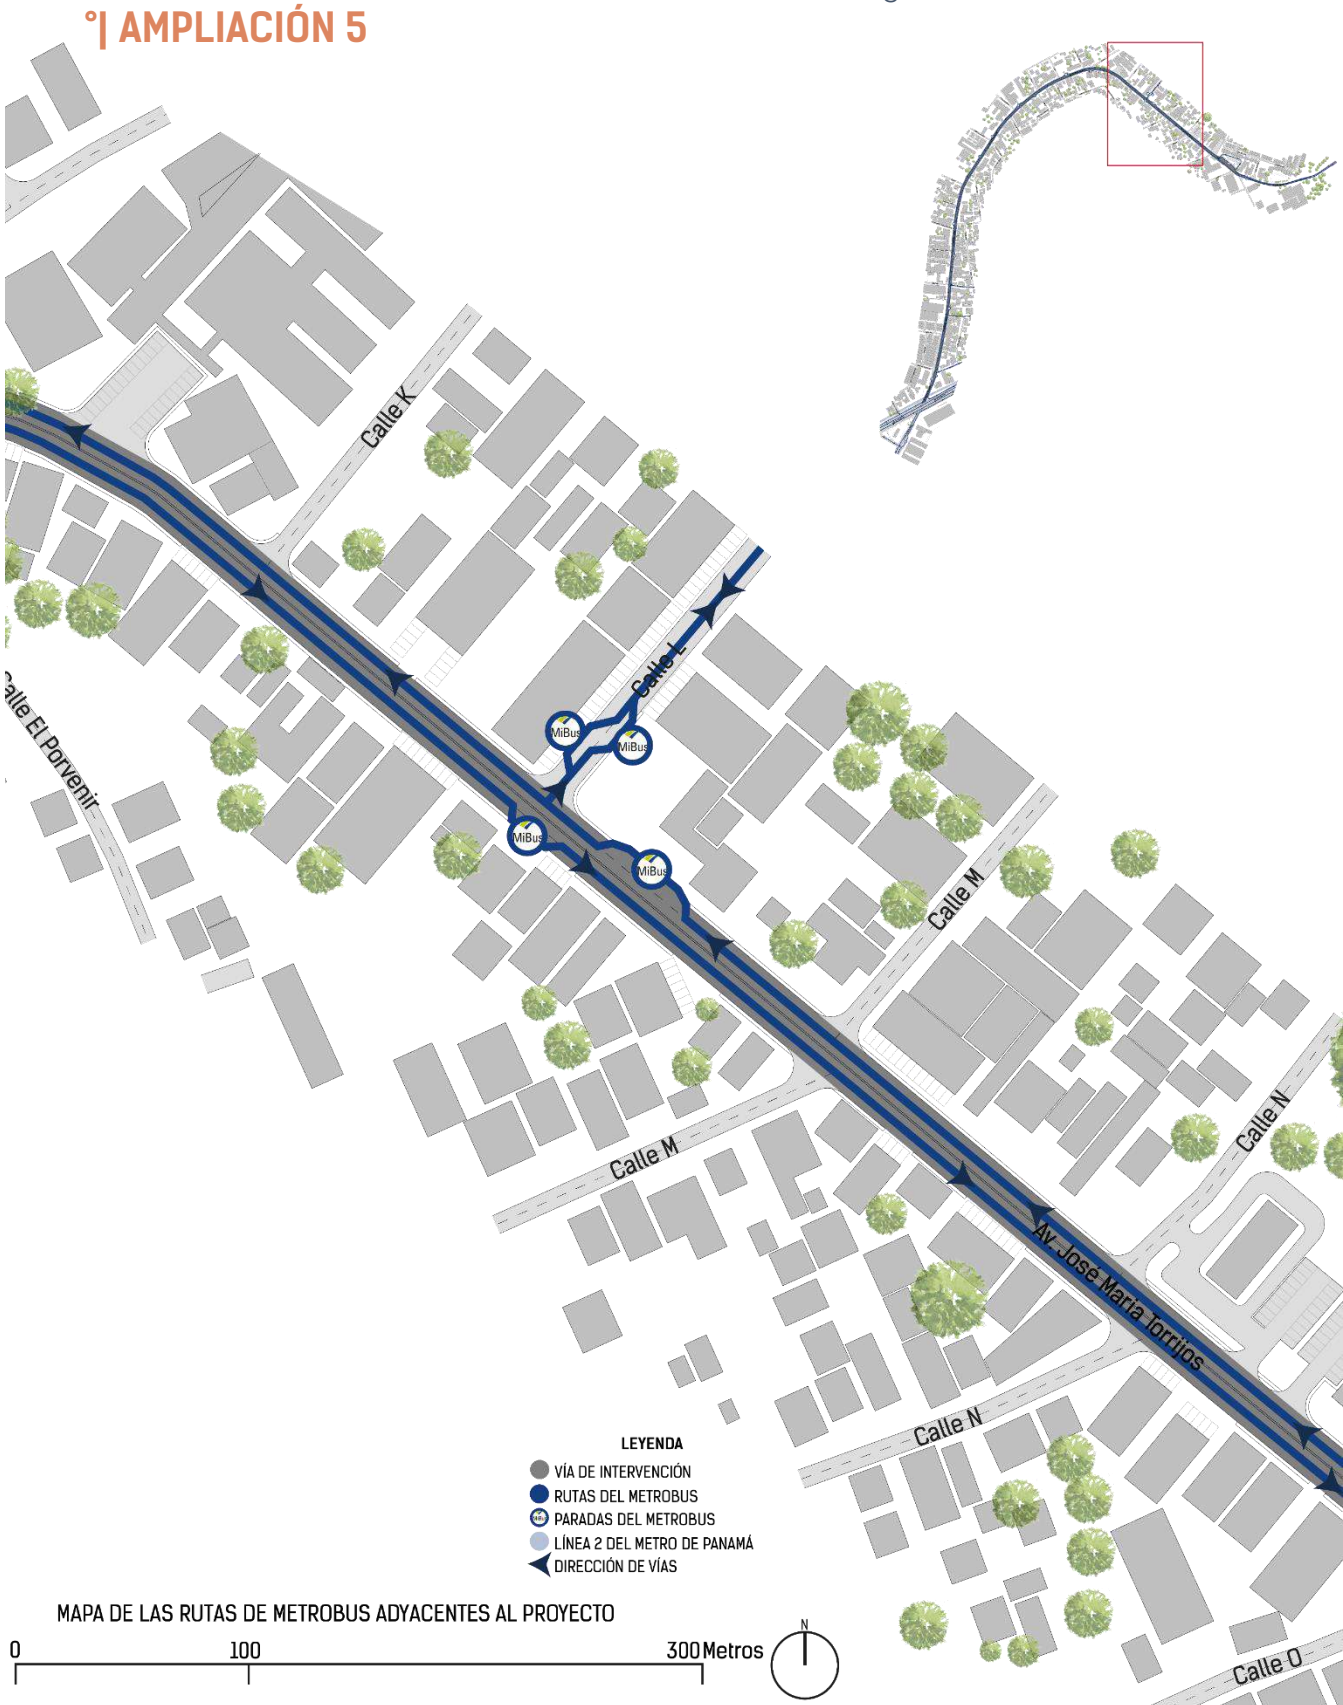 °| AMPLIACIÓN 5
Calle K
Calle L
MiBus
MiBus
Calle El Porvenir
MiBus
MiBus
Calle M
Calle N
Calle M
Av. José Maria Torrijos
Calle N
LEYENDA
VÍA DE INTERVENCIÓN
RUTAS DEL METROBUS
MiBus PARADAS DEL METROBUS
LÍNEA 2 DEL METRO DE PANAMÁ
DIRECCIÓN DE VÍAS
MAPA DE LAS RUTAS DE METROBUS ADYACENTES AL PROYECTO
0 100 300 Metros
N
Calle O